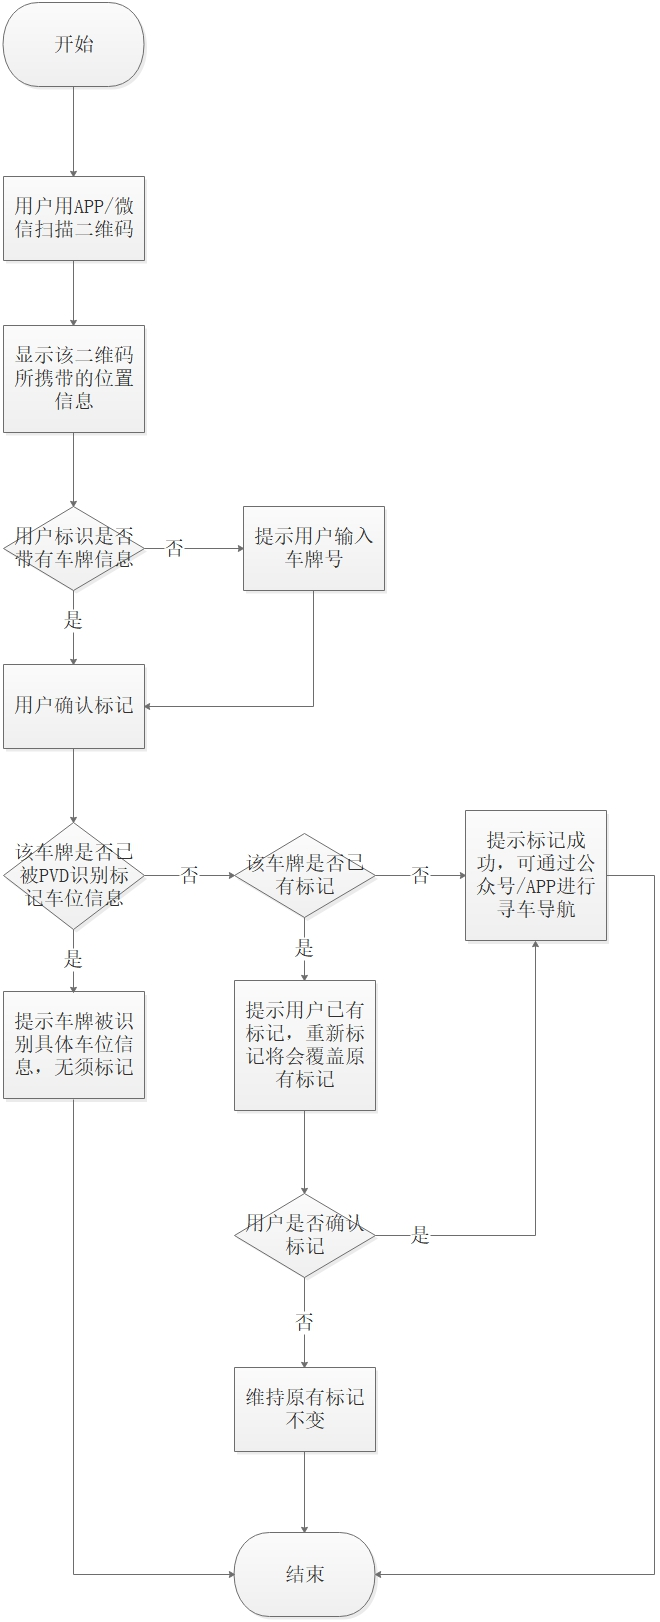 开始
用户用APP/微
信扫描二维码
显示该二维码
所携带的位置
信息
用户标识是否
带有车牌信息
否
提示用户输入
车牌号
是
用户确认标记
该车牌是否已
被PVD识别标
记车位信息
否
该车牌是否已
有标记
否
提示标记成
功，可通过公
众号/APP进行
寻车导航
是
是
提示车牌被识
别具体车位信
息，无须标记
提示用户已有
标记，重新标
记将会覆盖原
有标记
用户是否确认
标记
是
否
维持原有标记
不变
结束